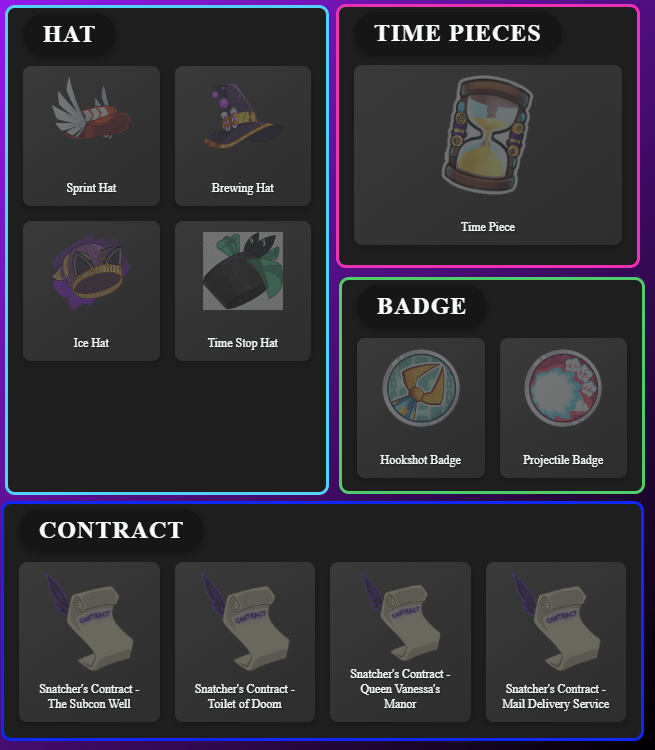 HAT
Sprint Hat
Brewing Hat
Ice Hat
Time Stop Hat
TIME PIECES
Time Piece
BADGE
Hookshot Badge
Projectile Badge
CONTRACT
CONTRACT
Snatcher's Contract -
The Subcon Well
CONTRACT
Snatcher's Contract -
Toilet of Doom
CONTRACT
Snatcher's Contract -
Queen Vanessa's
Manor
CONTRACT
Snatcher's Contract -
Mail Delivery Service